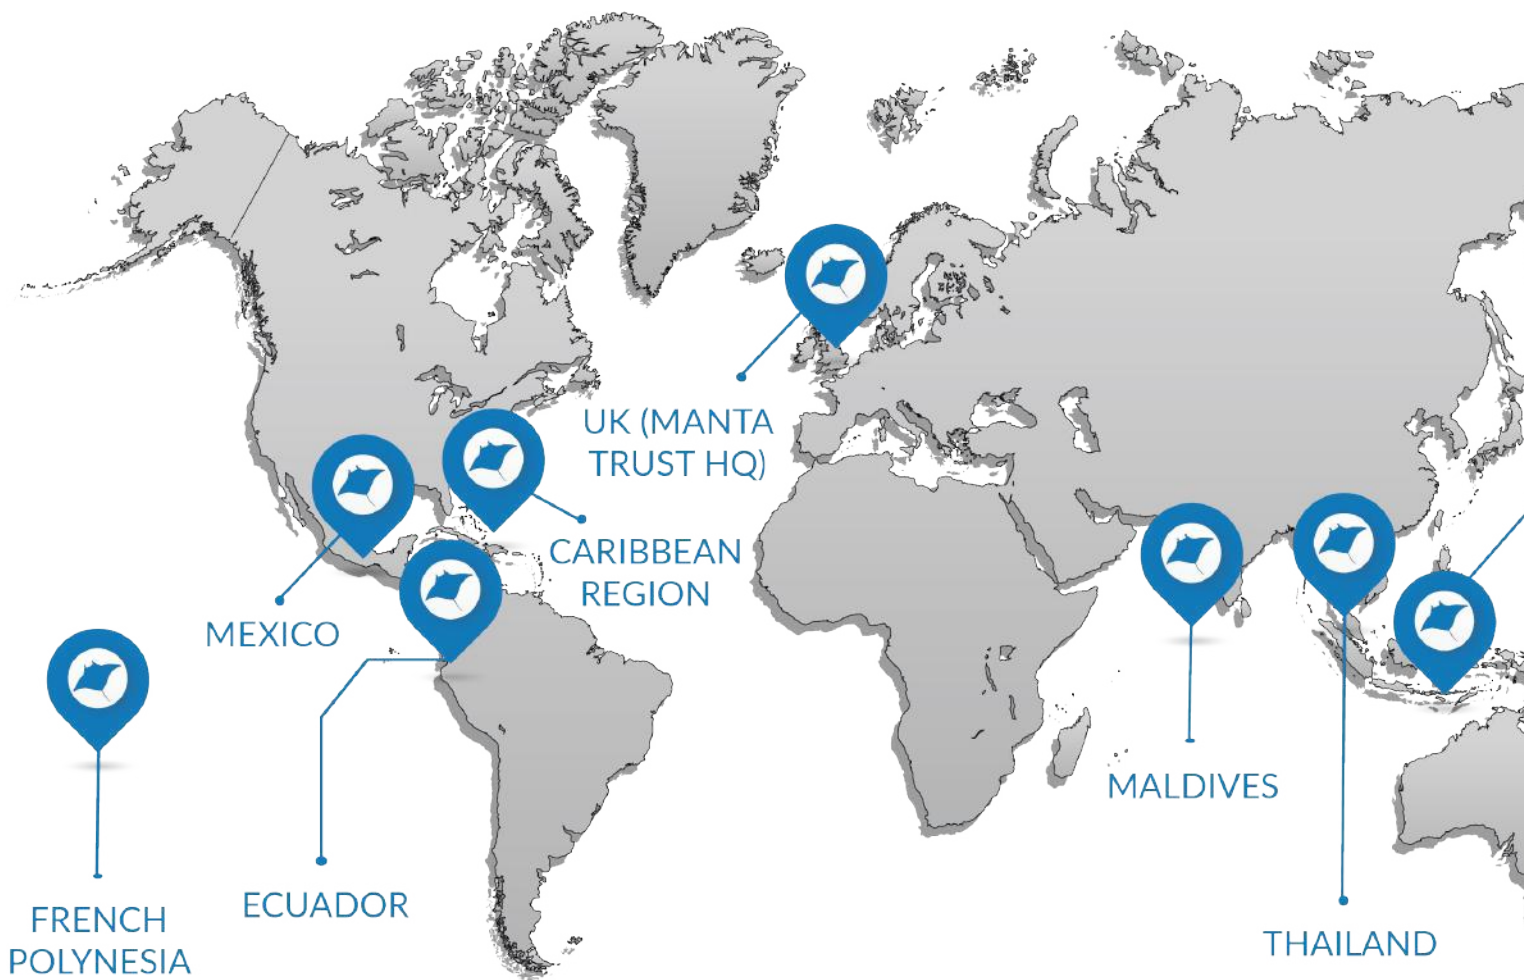 UK (MANTA
TRUST HQ)
CARIBBEAN
REGION
MEXICO
MALDIVES
ECUADOR
FRENCH
POLYNESIA
THAILAND